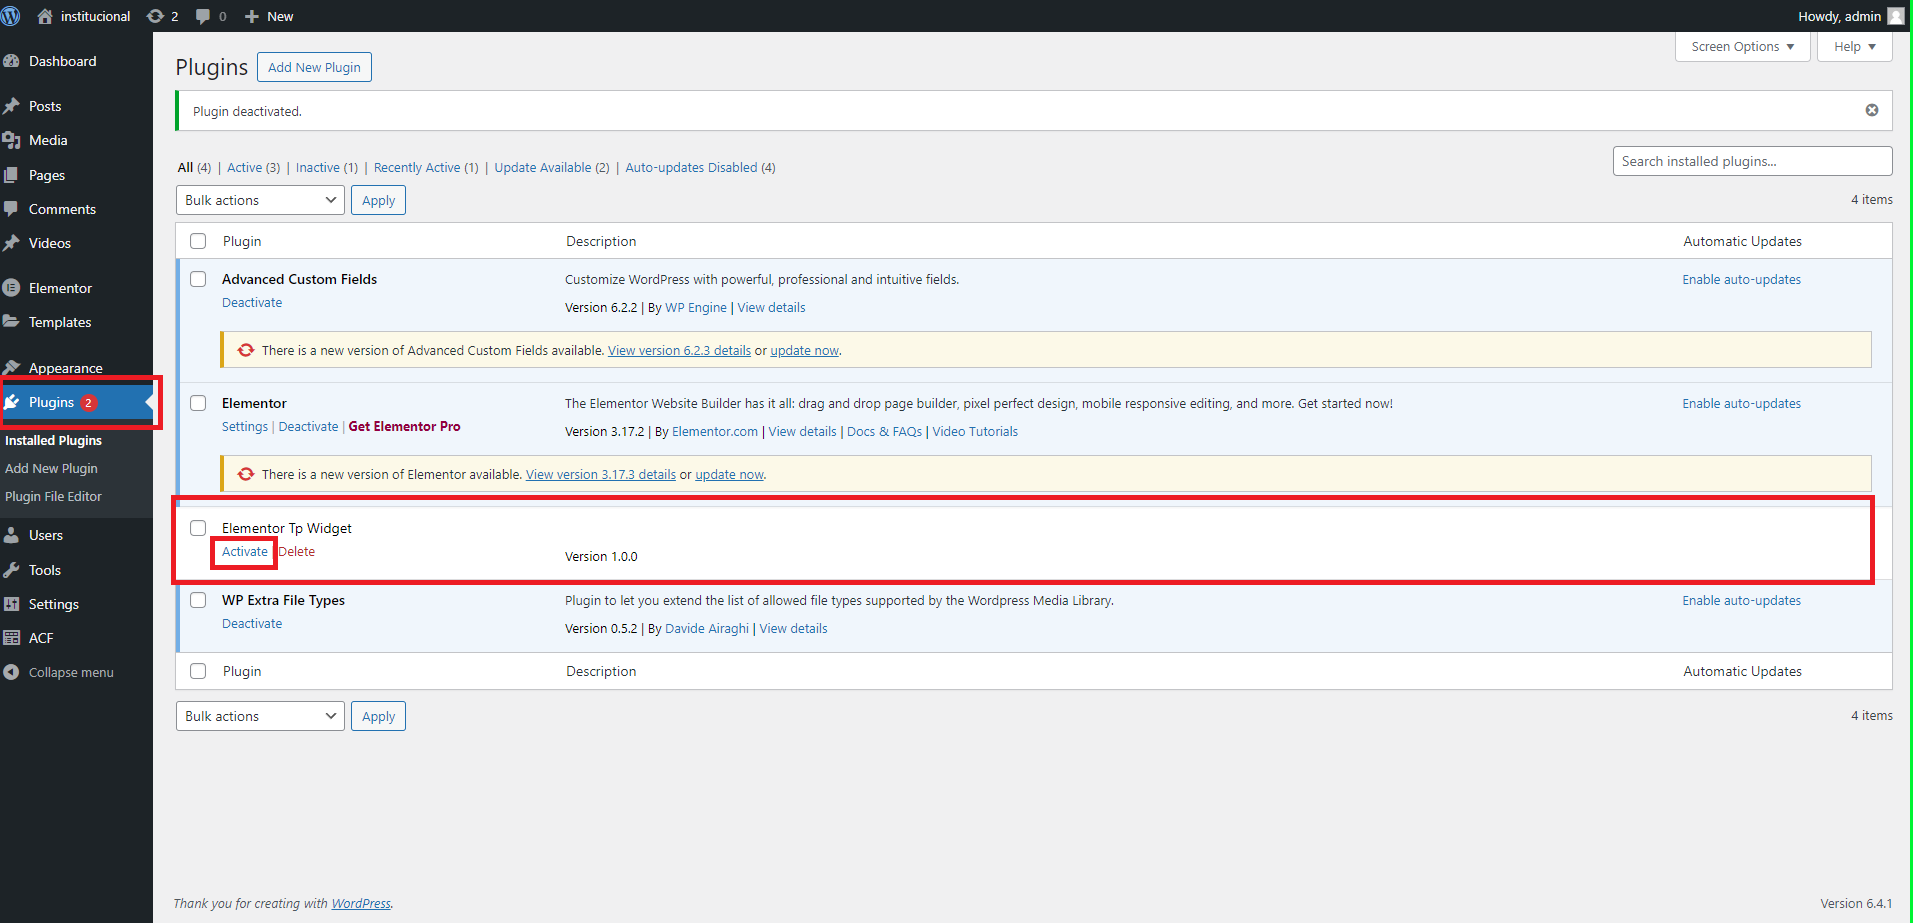 institucional 2 0 New Howdy, admin
Dashboard
Posts
Media
Pages
Comments
Videos
Elementor
Templates
Appearance
Plugins 2
Installed Plugins
Add New Plugin
Plugin File Editor
Users
Tools
Settings
ACF
Collapse menu
Screen Options Help
Plugins Add New Plugin
Plugin deactivated.
All (4) | Active (3) | Inactive (1) | Recently Active (1) | Update Available (2) | Auto-updates Disabled (4)
Search installed plugins...
Bulk actions Apply 4 items
Plugin Description Automatic Updates
Advanced Custom Fields Customize WordPress with powerful, professional and intuitive fields. Enable auto-updates
Deactivate
Version 6.2.2 | By WP Engine | View details
There is a new version of Advanced Custom Fields available. View version 6.2.3 details or update now.
Elementor The Elementor Website Builder has it all: drag and drop page builder, pixel perfect design, mobile responsive editing, and more. Get started now! Enable auto-updates
Settings | Deactivate | Get Elementor Pro
Version 3.17.2 | By Elementor.com | View details | Docs & FAQs | Video Tutorials
There is a new version of Elementor available. View version 3.17.3 details or update now.
Elementor Tp Widget
Activate Delete
Version 1.0.0
WP Extra File Types Plugin to let you extend the list of allowed file types supported by the Wordpress Media Library. Enable auto-updates
Deactivate
Version 0.5.2 | By Davide Airaghi | View details
Plugin Description Automatic Updates
Bulk actions Apply 4 items
Thank you for creating with WordPress. Version 6.4.1